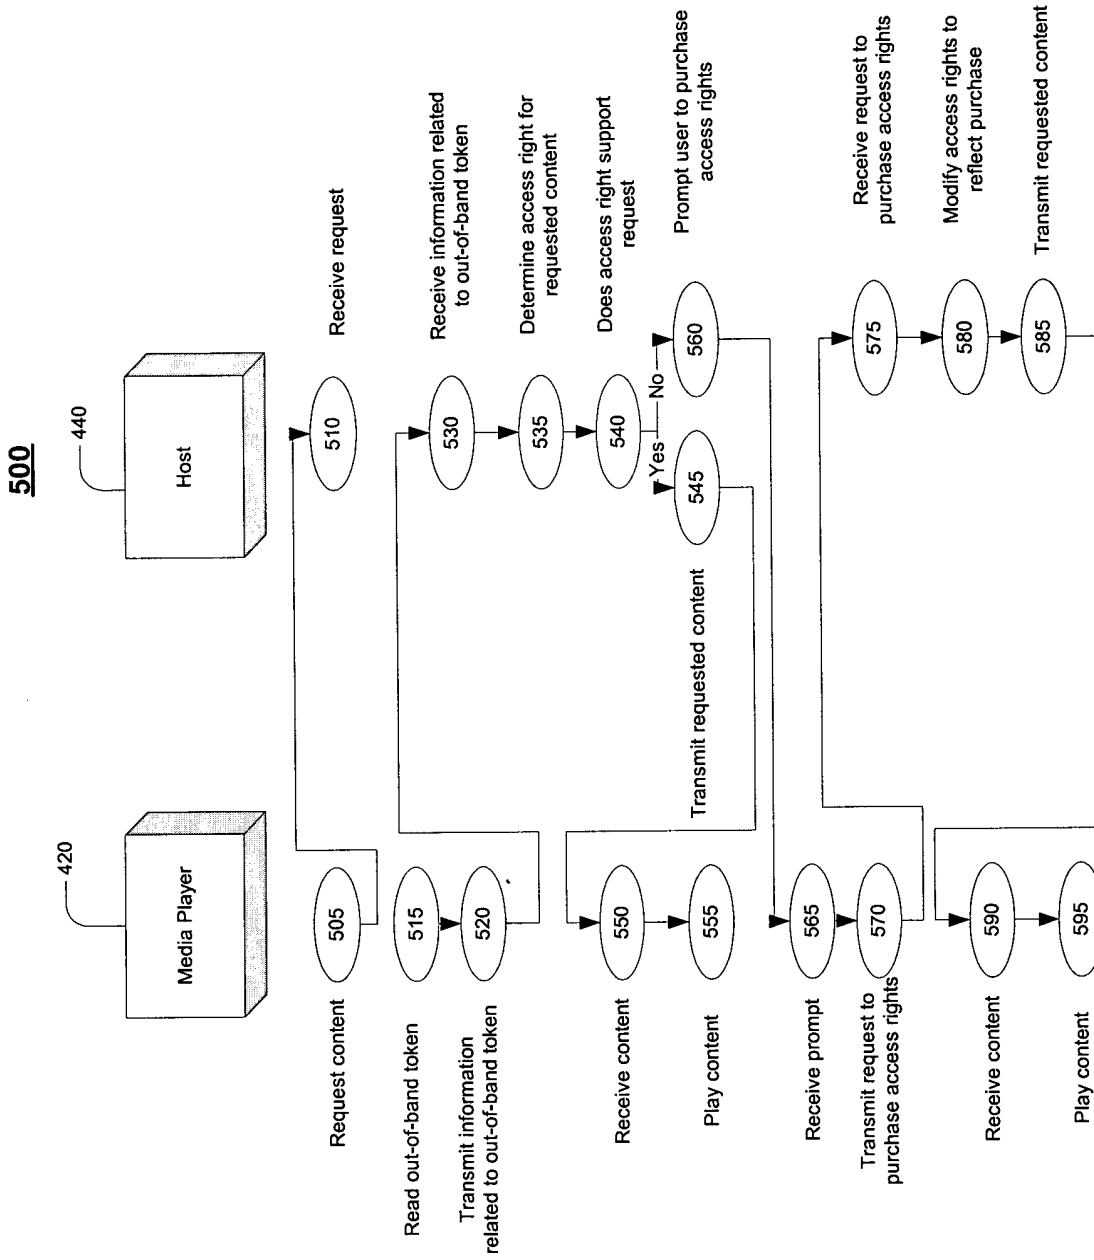 500
420
Media Player
440
Host
Request content
505
510
Receive request
Read out-of-band token
515
Transmit information
related to out-of-band token
520
530
Receive information related
to out-of-band token
535
Determine access right for
requested content
540
Does access right support
request
Yes
No
545
Transmit requested content
560
Prompt user to purchase
access rights
Receive content
550
Play content
555
Receive prompt
565
Transmit request to
purchase access rights
570
575
Receive request to
purchase access rights
580
Modify access rights to
reflect purchase
585
Transmit requested content
Receive content
590
Play content
595